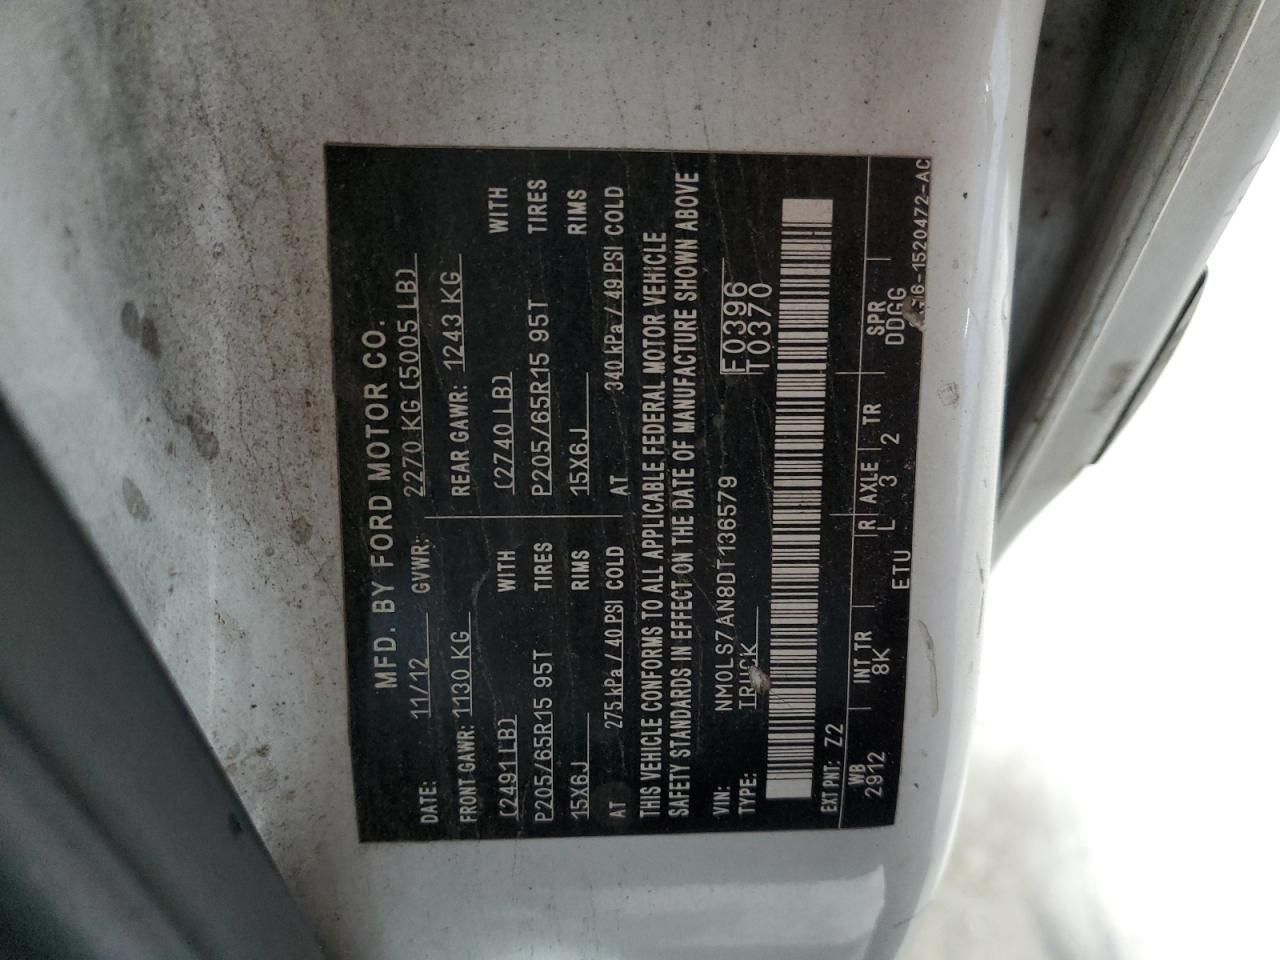 MFD. BY FORD MOTOR CO.
DATE: 11/12 GVWR: 2270 KG (5005 LB)
FRONT GAWR: 1130 KG REAR GAWR: 1243 KG
(2491 LB) WITH (2740 LB) WITH
P205/65R15 95T TIRES P205/65R15 95T TIRES
15X6J RIMS 15X6J RIMS
AT 275 kPa / 40 PSI COLD AT 340 kPa / 49 PSI COLD
THIS VEHICLE CONFORMS TO ALL APPLICABLE FEDERAL MOTOR VEHICLE
SAFETY STANDARDS IN EFFECT ON THE DATE OF MANUFACTURE SHOWN ABOVE
VIN: NM0LS7AN8DT136579 F0396
TYPE: TRUCK T0370
EXT PNT: Z2 R AXLE TR SPR
WB INT TR L 3 2 DDGG
2912 8K ETU
G16-1520472-AC